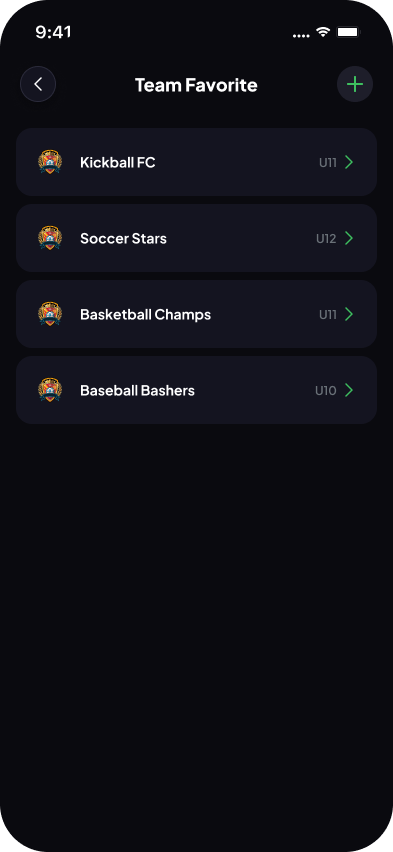 9:41
Team Favorite
Kickball FC U11
Soccer Stars U12
Basketball Champs U11
Baseball Bashers U10